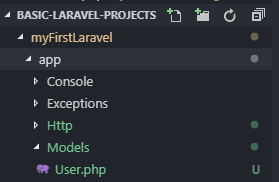 BASIC-LARAVEL-PROJECTS
myFirstLaravel
app
Console
Exceptions
Http
Models
User.php U